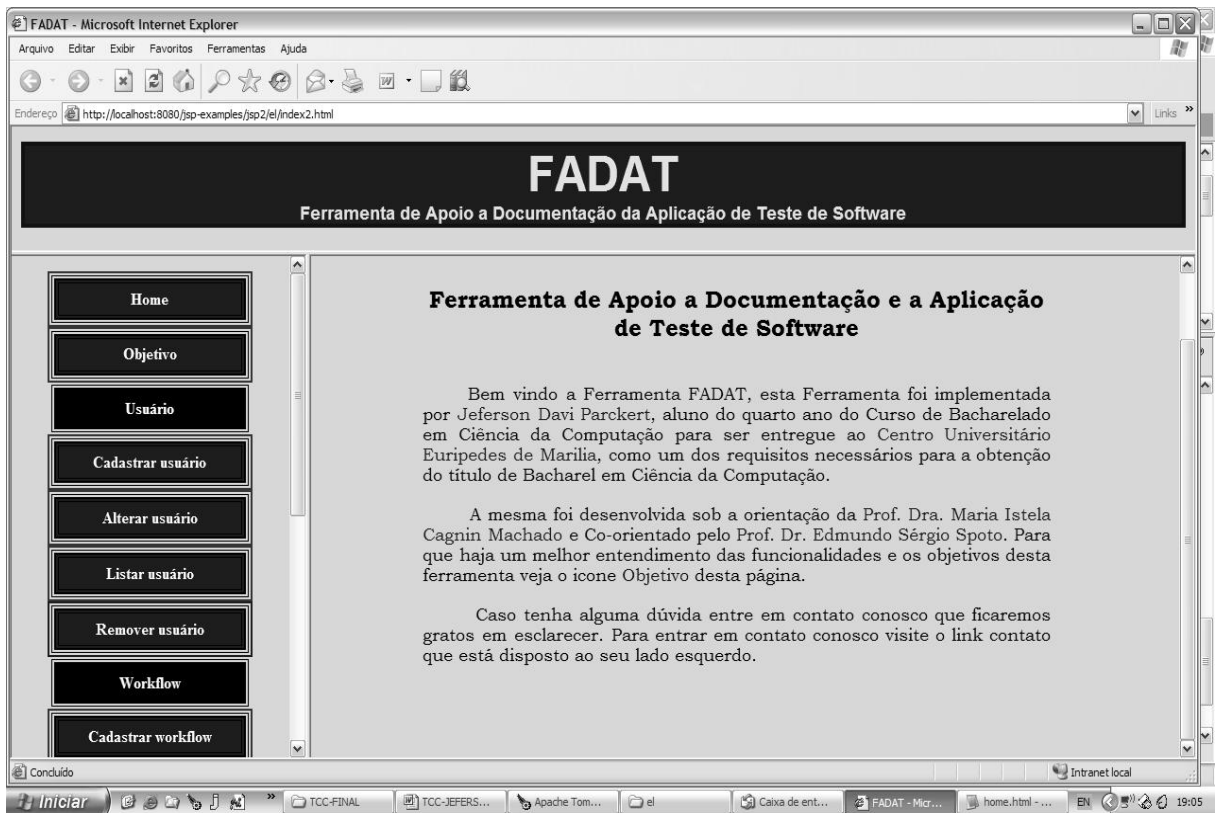 FADAT - Microsoft Internet Explorer
Arquivo Editar Exibir Favoritos Ferramentas Ajuda
Endereço http://localhost:8080/jsp-examples/jsp2/el/index2.html Links
FADAT
Ferramenta de Apoio a Documentação da Aplicação de Teste de Software
Home
Objetivo
Usuário
Cadastrar usuário
Alterar usuário
Listar usuário
Remover usuário
Workflow
Cadastrar workflow
Ferramenta de Apoio a Documentação e a Aplicação
de Teste de Software
Bem vindo a Ferramenta FADAT, esta Ferramenta foi implementada
por Jeferson Davi Parckert, aluno do quarto ano do Curso de Bacharelado
em Ciência da Computação para ser entregue ao Centro Universitário
Euripedes de Marilia, como um dos requisitos necessários para a obtenção
do título de Bacharel em Ciência da Computação.
A mesma foi desenvolvida sob a orientação da Prof. Dra. Maria Istela
Cagnin Machado e Co-orientado pelo Prof. Dr. Edmundo Sérgio Spoto. Para
que haja um melhor entendimento das funcionalidades e os objetivos desta
ferramenta veja o icone Objetivo desta página.
Caso tenha alguma dúvida entre em contato conosco que ficaremos
gratos em esclarecer. Para entrar em contato conosco visite o link contato
que está disposto ao seu lado esquerdo.
Concluído Intranet local
Iniciar TCC-FINAL TCC-JEFERS... Apache Tom... el Caixa de ent... FADAT - Micr... home.html - ... EN 19:05